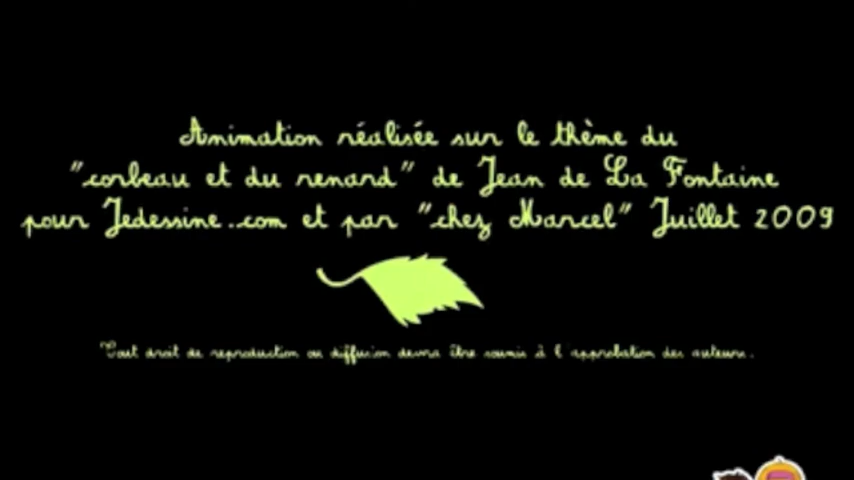 Animation réalisée sur le thème du
"corbeau et du renard" de Jean de La Fontaine
pour Jedessine..com et par "chez Marcel" Juillet 2009
Tout droit de reproduction ou diffusion devra être soumis à l'approbation des auteurs.